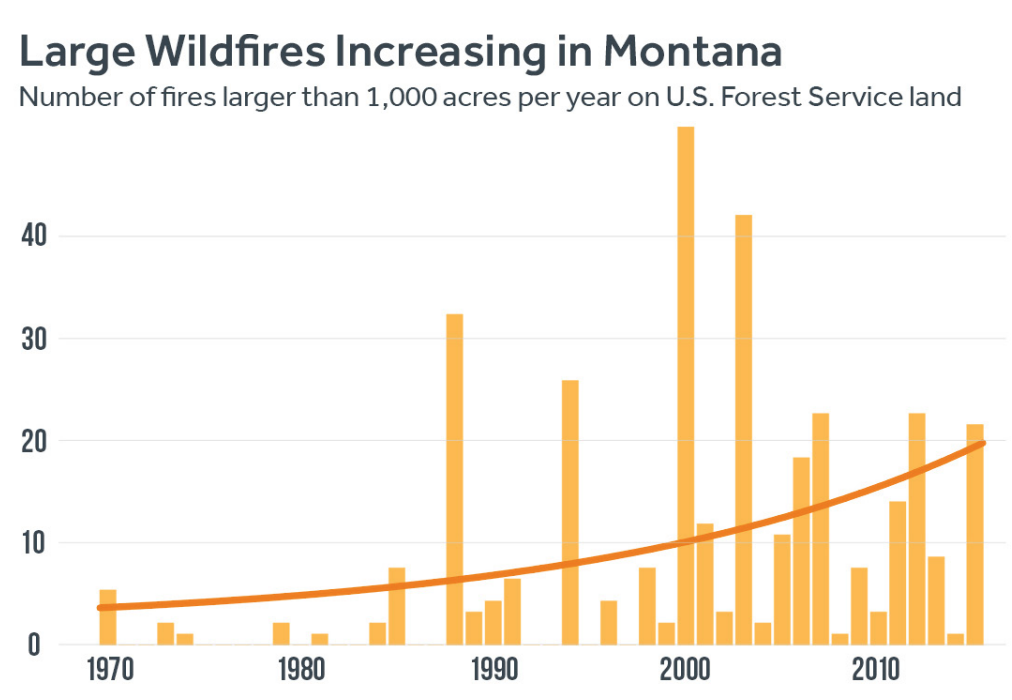 Large Wildfires Increasing in Montana
Number of fires larger than 1,000 acres per year on U.S. Forest Service land
40
30
20
10
0
1970 1980 1990 2000 2010